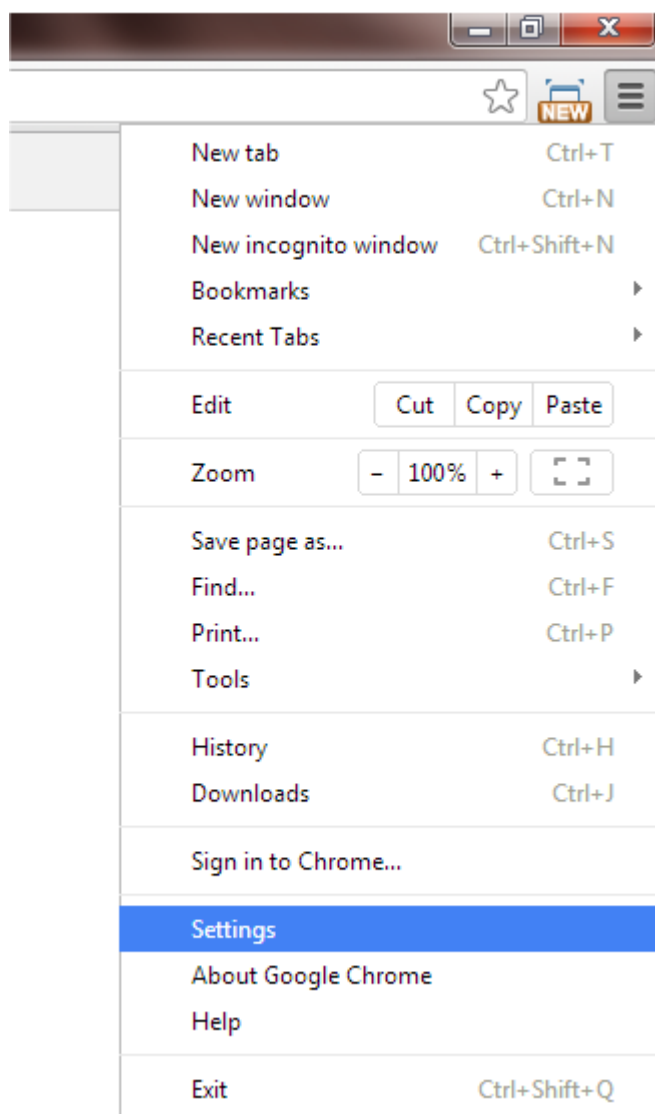 NEW
New tab Ctrl+T
New window Ctrl+N
New incognito window Ctrl+Shift+N
Bookmarks
Recent Tabs
Edit Cut Copy Paste
Zoom - 100% +
Save page as... Ctrl+S
Find... Ctrl+F
Print... Ctrl+P
Tools
History Ctrl+H
Downloads Ctrl+J
Sign in to Chrome...
Settings
About Google Chrome
Help
Exit Ctrl+Shift+Q